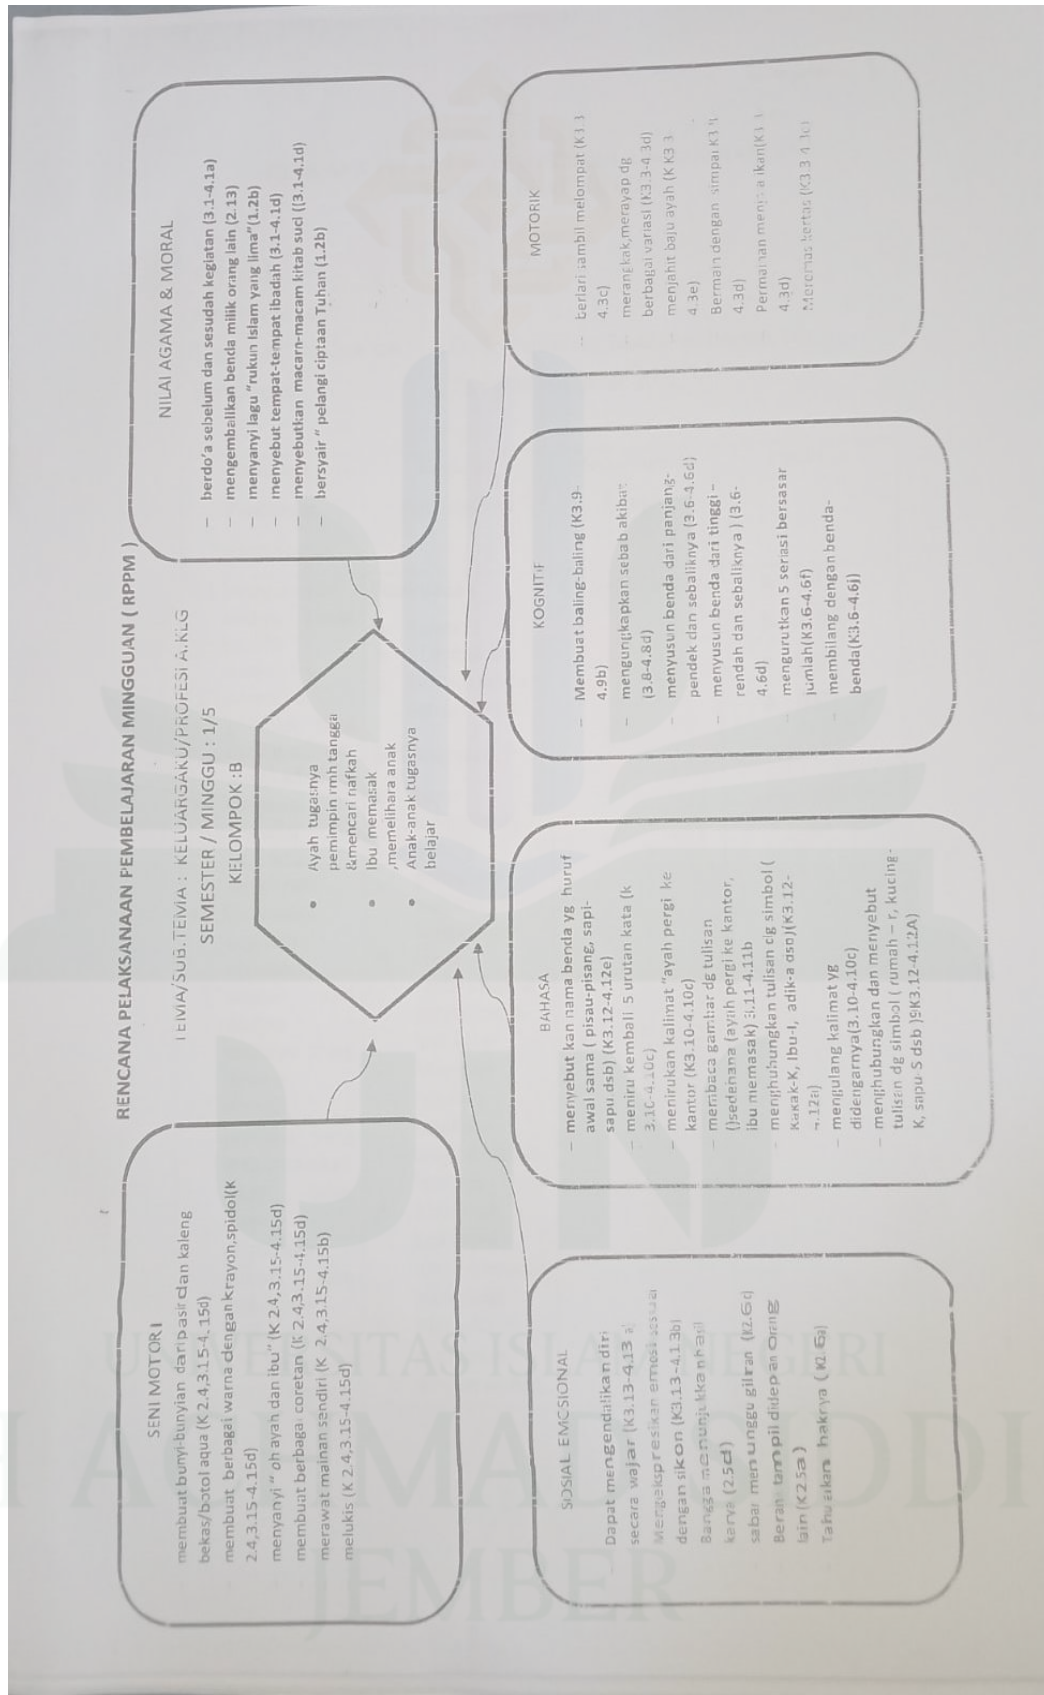 RENCANA PELAKSANAAN PEMBELAJARAN MINGGUAN ( RPPM )
TEMA/SUB.TEMA : KELUARGAKU/PROFESI A.KLG
SEMESTER / MINGGU : 1/5
KELOMPOK :B
SENI MOTORI
membuat bunyi-bunyian dari pasir dan kaleng
bekas/botol aqua (K 2.4,3.15-4.15d)
membuat berbagai warna dengan krayon,spidol(K
2.4,3.15-4.15d)
menyanyi " oh ayah dan ibu" (K 2.4,3.15-4.15d)
membuat berbagai coretan (K 2.4,3.15-4.15d)
merawat mainan sendiri (K 2.4,3.15-4.15b)
melukis (K 2.4,3.15-4.15d)
• Ayah tugasnya
pemimpin rmh tangga
&mencari nafkah
• Ibu memasak
,memelihara anak
• Anak-anak tugasnya
belajar
NILAI AGAMA & MORAL
– berdo'a sebelum dan sesudah kegiatan (3.1-4.1a)
– mengembalikan benda milik orang lain (2.13)
– menyanyi lagu "rukun Islam yang lima"(1.2b)
– menyebut tempat-tempat ibadah (3.1-4.1d)
– menyebutkan macam-macam kitab suci ((3.1-4.1d)
– bersyair " pelangi ciptaan Tuhan (1.2b)
SOSIAL EMOSIONAL
Dapat mengendalikan diri
secara wajar (K3.13-4.13 a)
Mengekspresikan emosi sesuai
dengan sikon (K3.13-4.13b)
Bangga menunjukkan hasil
karya (2.5d)
sabar menunggu giliran (K2.6d)
Berani tampil didepan orang
lain (K2.5a)
Tahu akan haknya (K2.6a)
BAHASA
– menyebut kan nama benda yg huruf
awal sama ( pisau-pisang, sapi-
sapu dsb) (K3.12-4,12e)
– meniru kembali 5 urutan kata (k
3.10-4.10c)
– menirukan kalimat "ayah pergi ke
kantor (K3.10-4.10c)
– membaca gambar dg tulisan
()sederhana (ayah pergi ke kantor,
ibu memasak) 3.11-4.11b
– menghubungkan tulisan dg simbol (
Kakak-K, Ibu-I, adik-a dsb)(K3.12-
4.12a)
– mengulang kalimat yg
didengarnya(3.10-4.10c)
– menghubungkan dan menyebut
tulisan dg simbol ( rumah – r, kucing-
K, sapu-S dsb )9K3.12-4.12A)
KOGNITIF
– Membuat baling-baling (K3.9-
4.9b)
– mengungkapkan sebab akibat
(3.8-4.8d)
– menyusun benda dari panjang-
pendek dan sebaliknya (3.6-4.6d)
– menyusun benda dari tinggi –
rendah dan sebaliknya ) (3.6-
4.6d)
– mengurutkan 5 seriasi bersasar
jumlah(K3.6-4.6f)
– membilang dengan benda-
benda(K3.6-4.6j)
MOTORIK
– berlari sambil melompat (K3.3
4.3c)
merangkak,merayap dg
berbagai variasi (K3.3-4 3d)
menjahit baju ayah (K K3 3
4.3e)
Bermain dengan simpai K3
4.3d)
Permainan ikan(K3
4.3d)
Meremas kertas (K3 3 4 3c)
UIN
UNIVERSITAS ISLAM NEGERI
JEMBER